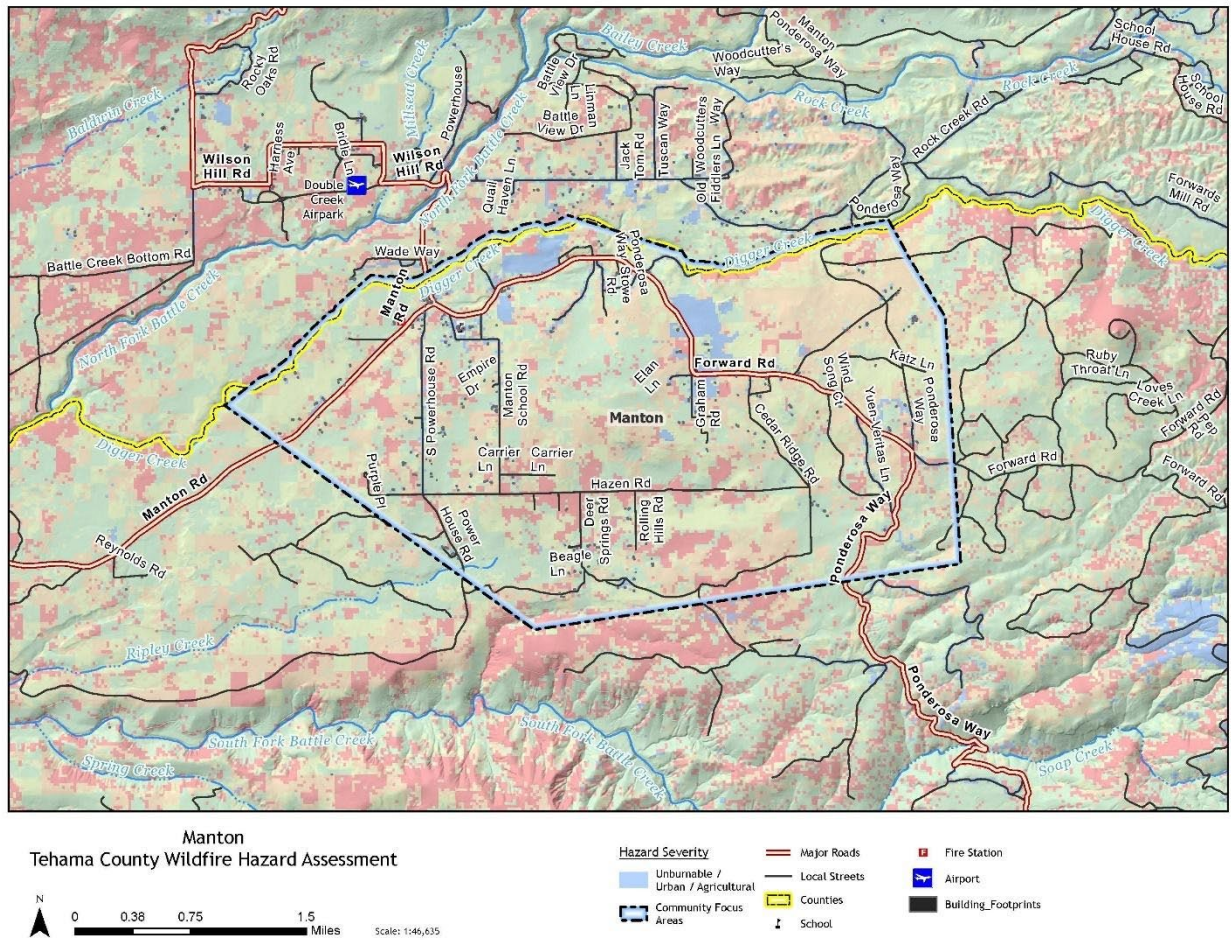 Bailey Creek
Manton
Ponderosa
Way
Woodcutter's
Way
School
House Rd
Rocky
Oaks Rd
Baldwin Creek
Millseat Creek
Powerhouse
Battle
View Dr
Linman
Ln
Battle
View Dr
Rock Creek
Rock Creek
Rock Creek Rd
School
House Rd
Harness
Ave
Bridle Ln
Wilson
Hill Rd
Wilson
Hill Rd
Double
Creek
Airpark
North Fork Battle Creek
Quail
Haven Ln
Jack
Tom Rd
Tuscan Way
Old Woodcutters
Fiddlers Ln Way
Ponderosa Way
Forwards
Mill Rd
Digger Creek
Battle Creek Bottom Rd
Wade Way
Manton
Rd
Digger Creek
Ponderosa
Way
Stowe
Rd
Digger Creek
North Fork Battle Creek
S Powerhouse Rd
Empire
Dr
Manton
School Rd
Elan
Ln
Forward Rd
Graham
Rd
Manton
Cedar Ridge Rd
Wind
Song Ct
Yuen-Veritas Ln
Katz Ln
Ponderosa
Way
Ruby
Throat Ln
Loves
Creek Ln
Forward Rd
Pep
Rd
Forward Rd
Forward Rd
Digger Creek
Manton Rd
Purple Pl
Carrier
Ln
Carrier
Ln
Hazen Rd
Power
House Rd
Deer
Springs Rd
Rolling
Hills Rd
Beagle
Ln
Ponderosa Way
Reynolds Rd
Ripley Creek
Ponderosa Way
South Fork Battle Creek
South Fork Battle Creek
Spring Creek
Soap Creek
Manton
Tehama County Wildfire Hazard Assessment
N
0 0.38 0.75 1.5
Miles
Scale: 1:46,635
Hazard Severity
Unburnable /
Urban / Agricultural
Community Focus
Areas
Major Roads
Local Streets
Counties
School
F
Fire Station
Airport
Building_Footprints